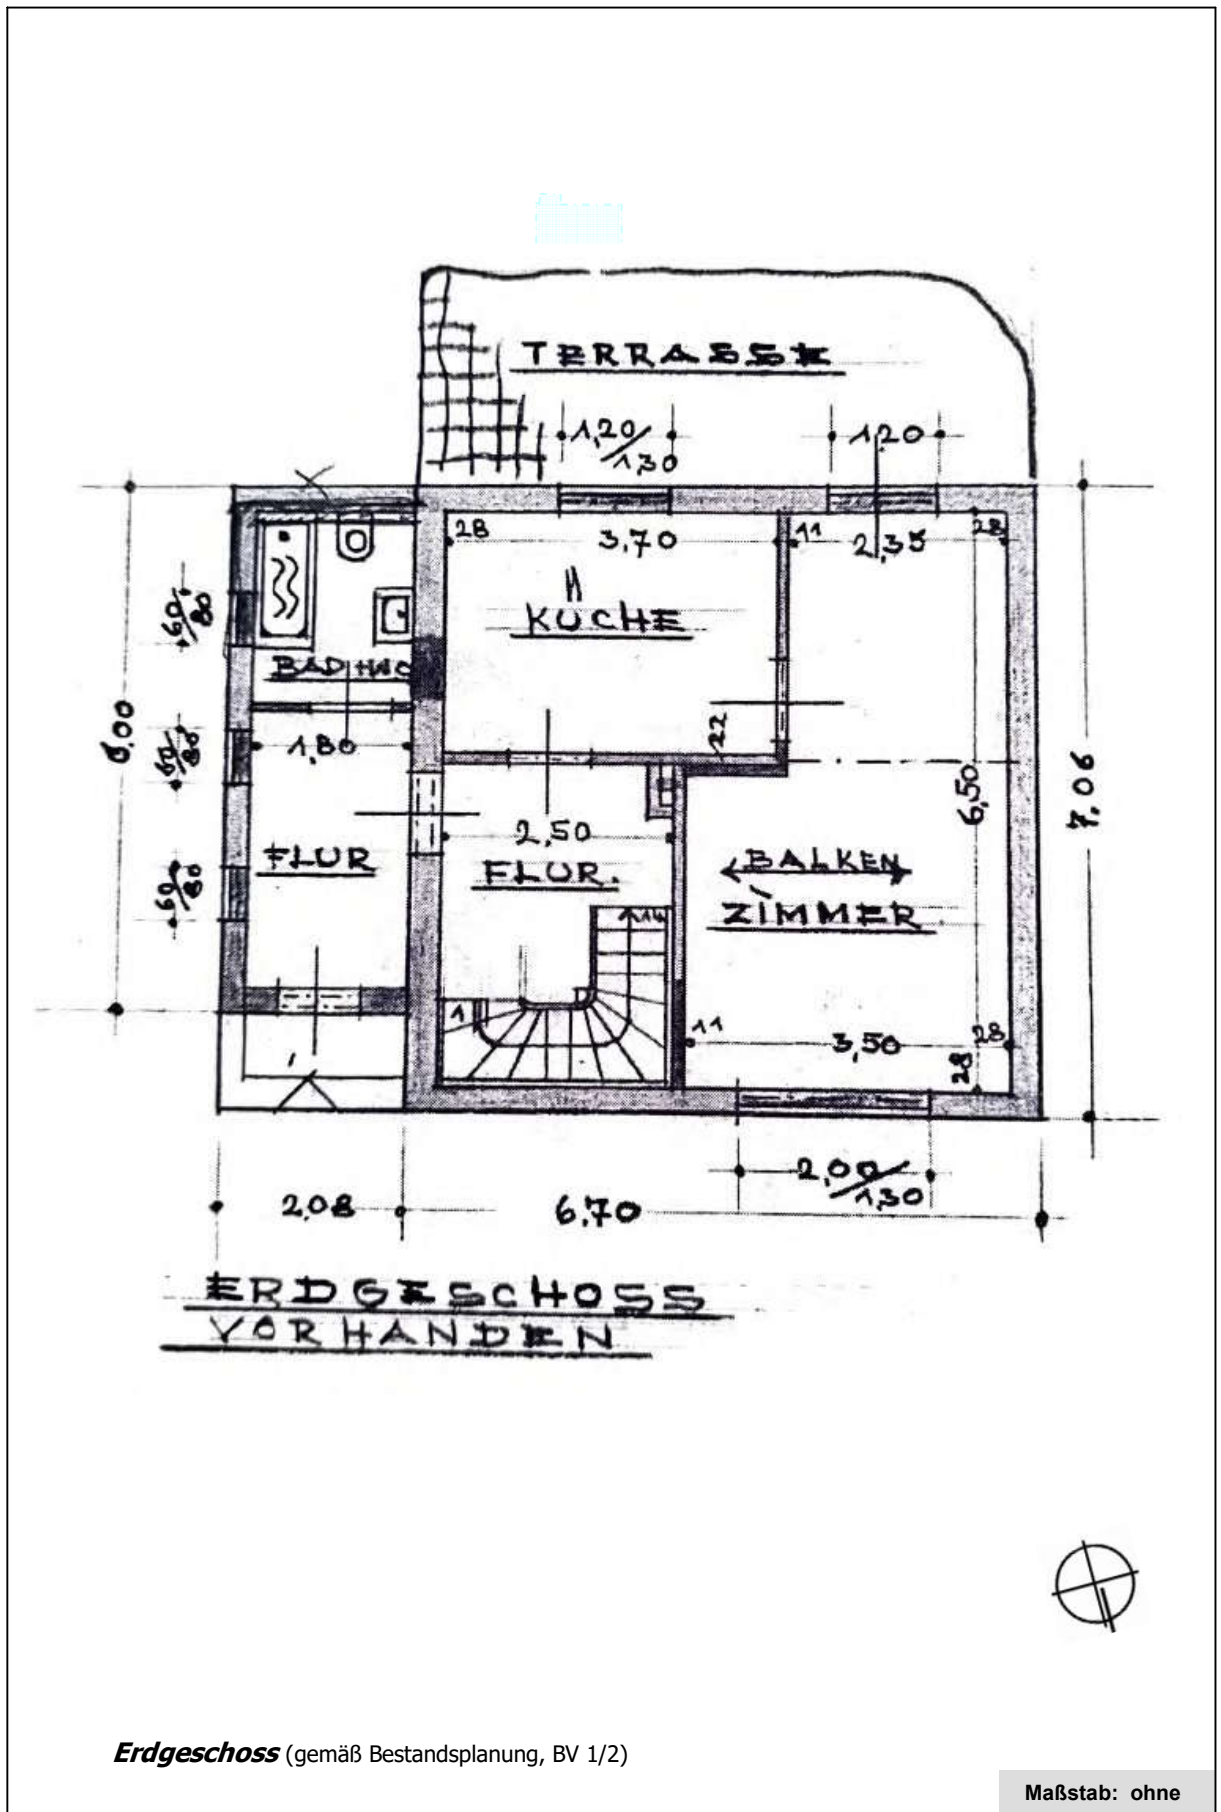 TERRASSE
1,20/1,30
1,20
28
3,70
11
2,35
28
KÜCHE
60/80
BAD + WC
22
6,00
60/80
1,80
6,50
7,06
2,50
FLUR
FLUR.
BALKEN
ZIMMER
60/80
14
1
11
3,50
28
28
2,00/1,30
2,08
6,70
ERDGESCHOSS
VORHANDEN
Erdgeschoss (gemäß Bestandsplanung, BV 1/2)
Maßstab: ohne